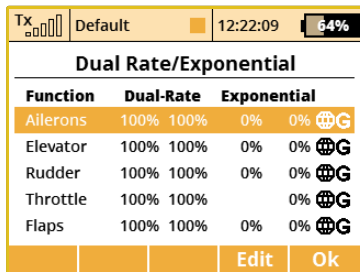 Tx Default 12:22:09 64%
Dual Rate/Exponential
Function Dual-Rate Exponential
Ailerons 100% 100% 0% 0% G
Elevator 100% 100% 0% 0% G
Rudder 100% 100% 0% 0% G
Throttle 100% 100% 0% G
Flaps 100% 100% 0% 0% G
Edit Ok